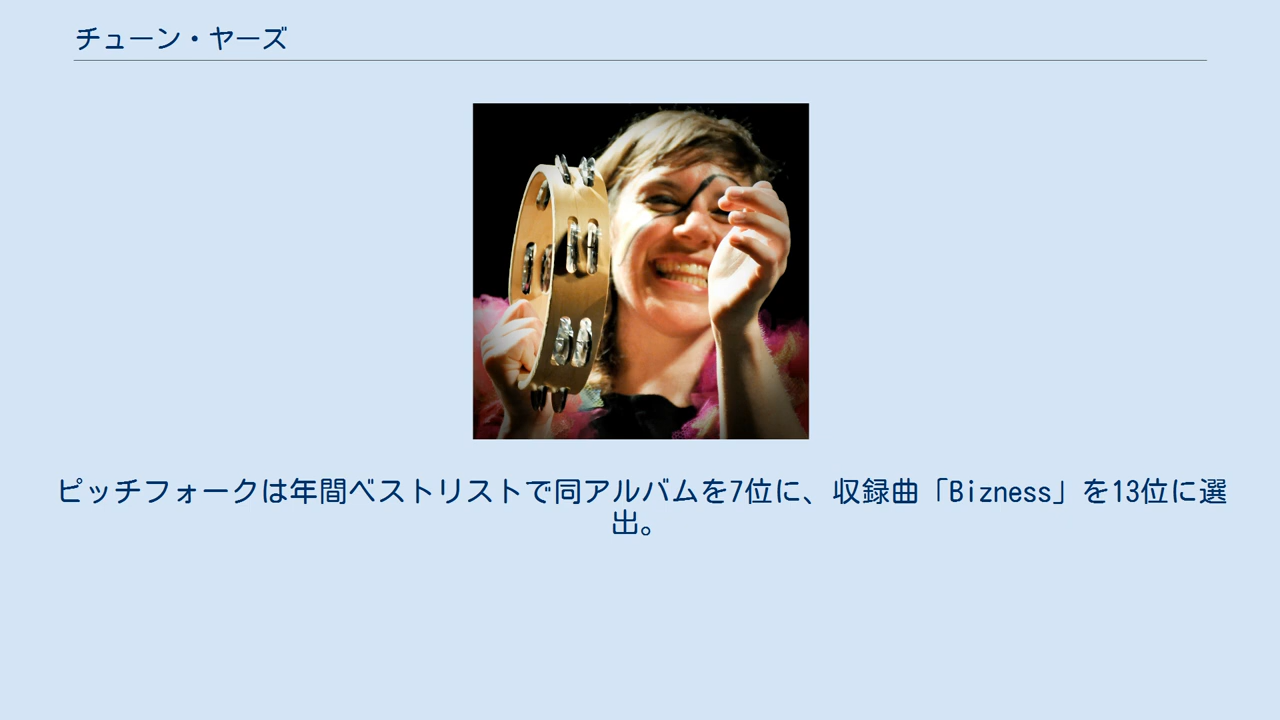 チューン・ヤーズ
ピッチフォークは年間ベストリストで同アルバムを7位に、収録曲「Bizness」を13位に選
出。